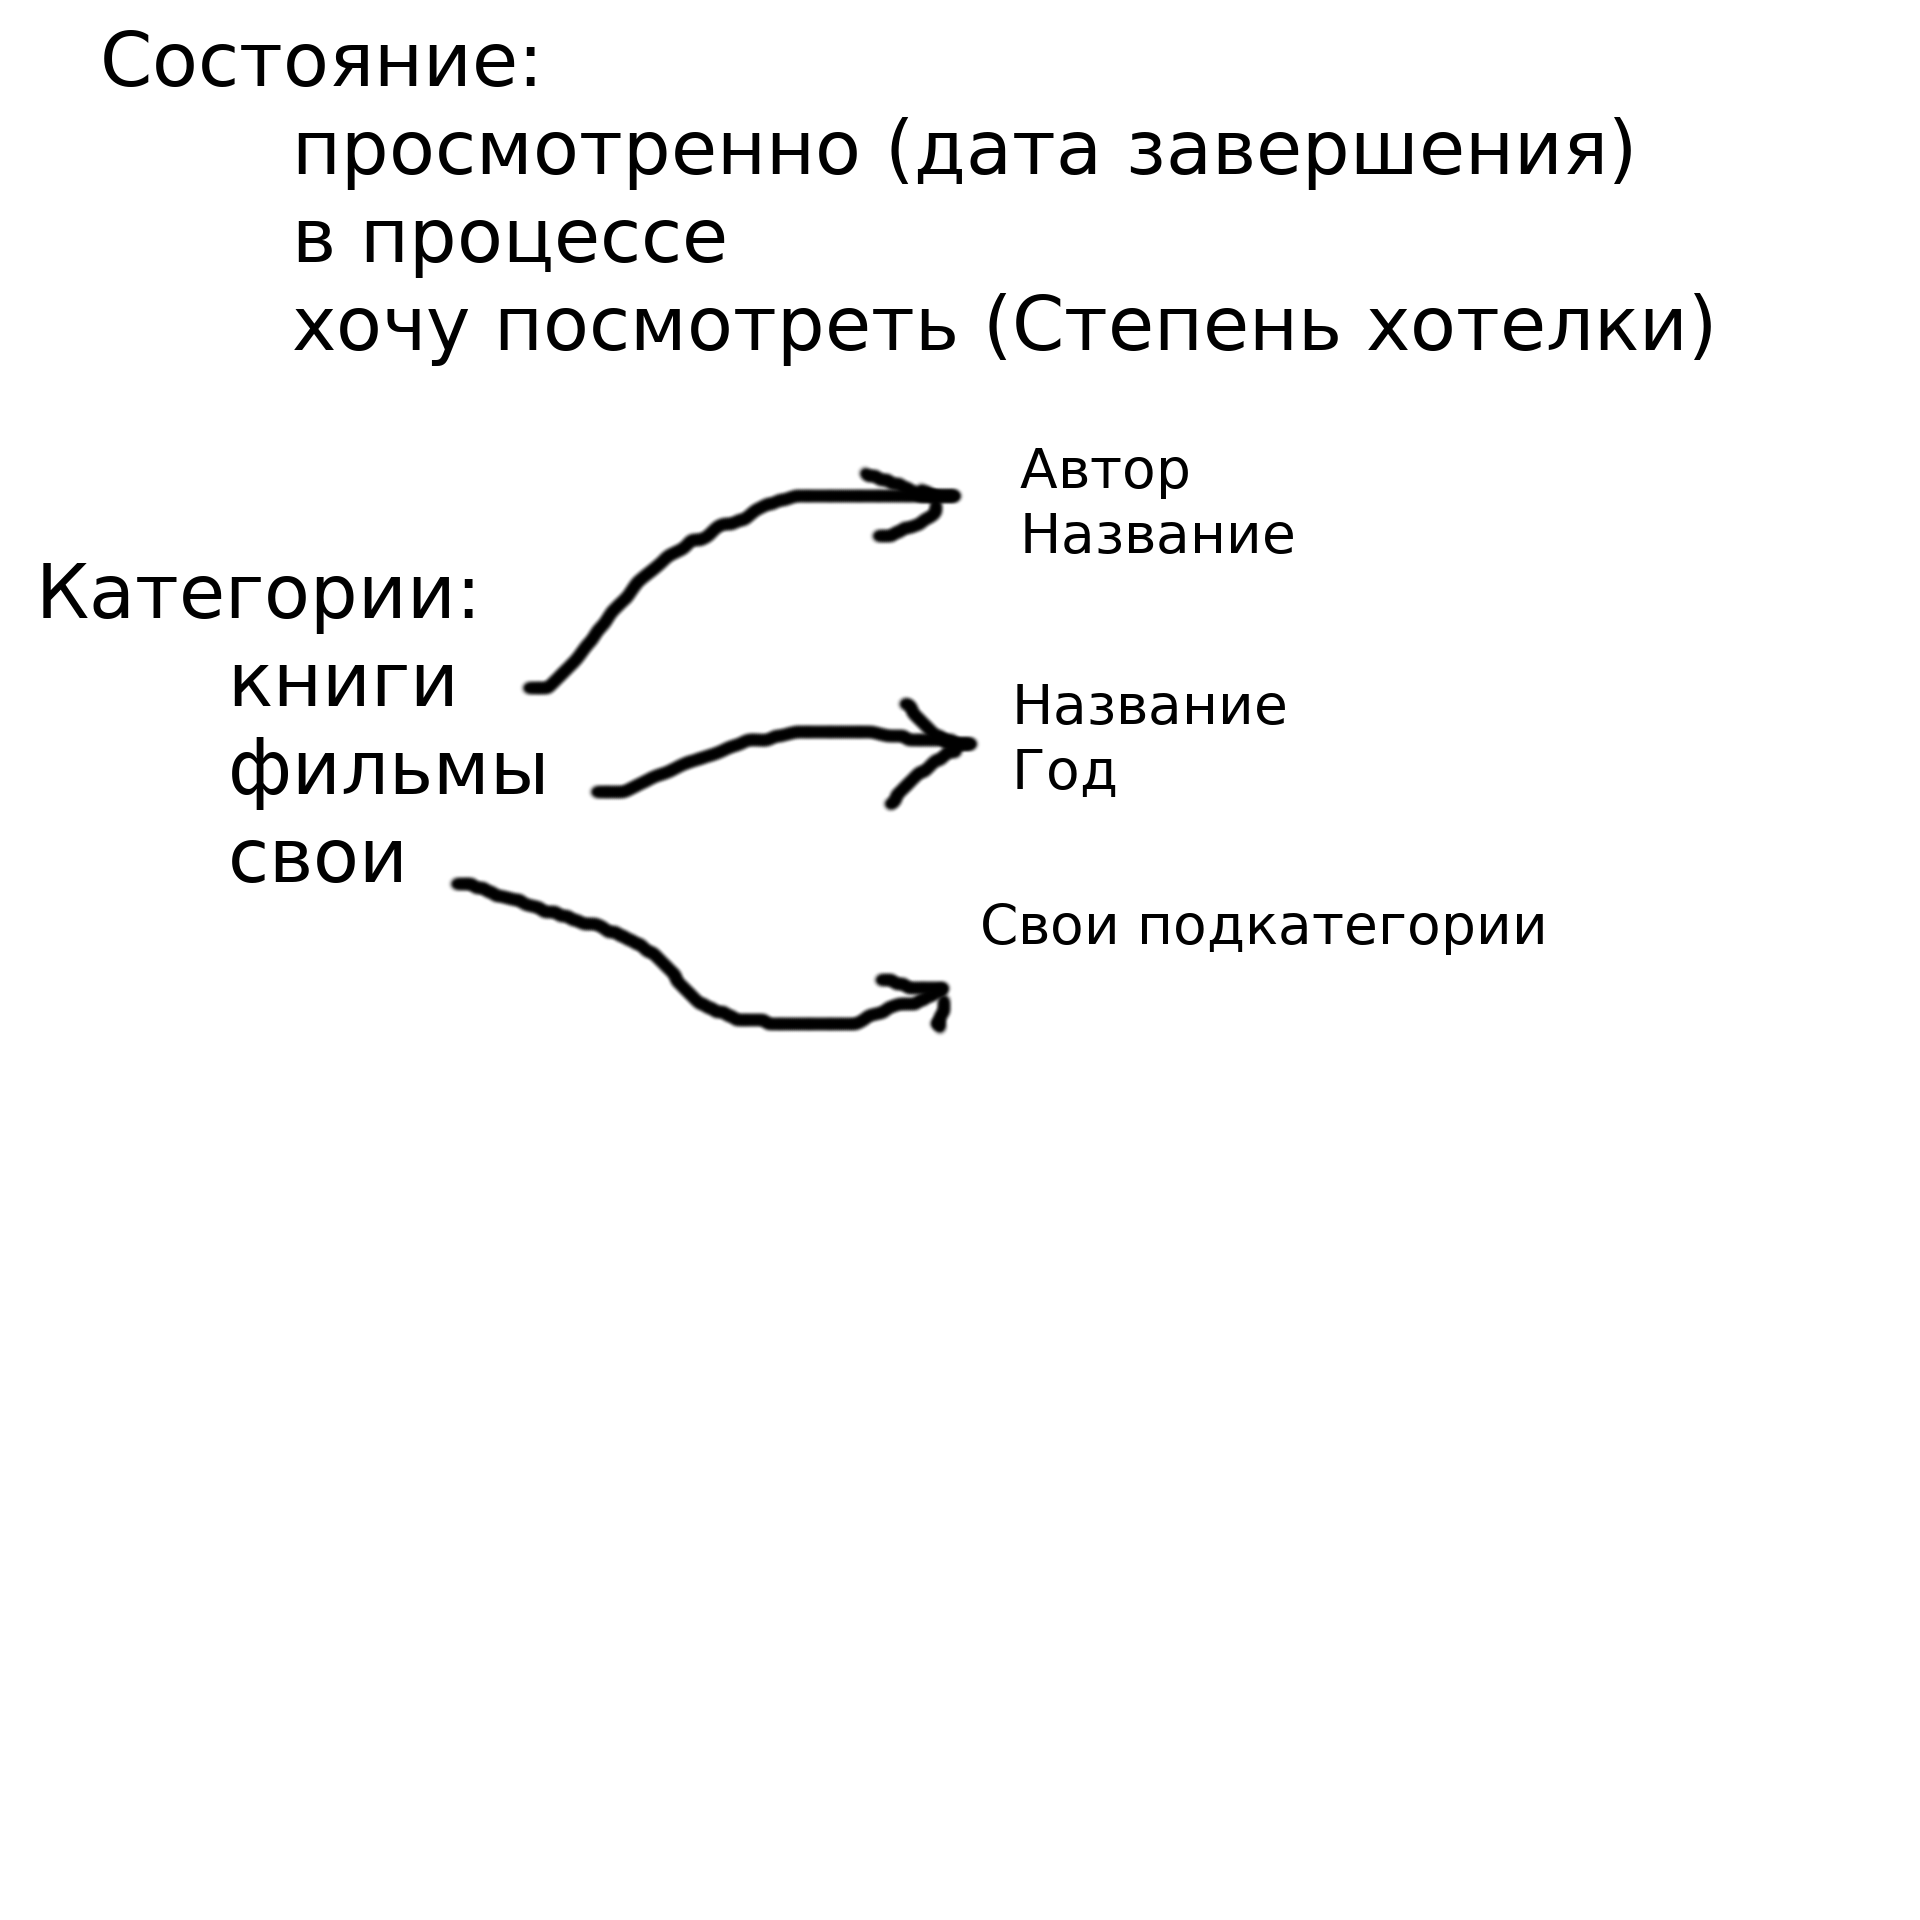 Состояние:
просмотренно (дата завершения)
в процессе
хочу посмотреть (Степень хотелки)
Категории:
книги
фильмы
свои
Автор
Название
Название
Год
Свои подкатегории